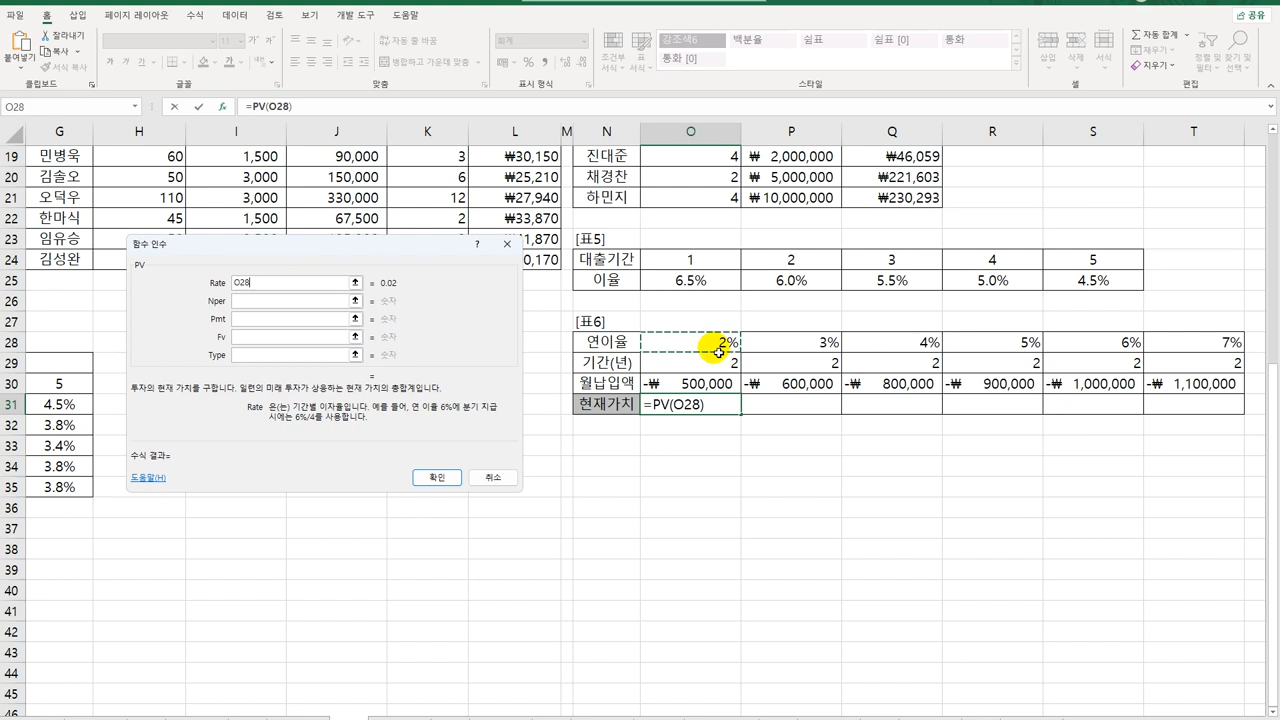 파일 홈 삽입 페이지 레이아웃 수식 데이터 검토 보기 개발 도구 도움말 공유
붙여넣기 잘라내기 복사 서식 복사 11 가 가 가 가 가 자동 줄 바꿈 병합하고 가운데 맞춤 회계 조건부 서식 표 서식 강조색6 백분율 쉼표 쉼표 [0] 통화 통화 [0] 삽입 삭제 서식 자동 합계 채우기 지우기 정렬 및 필터 찾기 및 선택
클립보드 글꼴 맞춤 표시 형식 스타일 셀 편집
O28 =PV(O28)
G H I J K L M N O P Q R S T
19 민병욱 60 1,500 90,000 3 ₩30,150 진대준 4 ₩ 2,000,000 ₩46,059
20 김솔오 50 3,000 150,000 6 ₩25,210 채경찬 2 ₩ 5,000,000 ₩221,603
21 오덕우 110 3,000 330,000 4 ₩27,940 하민지 4 ₩ 10,000,000 ₩230,293
22 한마식 45 1,500 67,500 2 ₩33,870
23 임유승 [표5]
24 김성완 대출기간 1 2 3 4 5
25 이율 6.5% 6.0% 5.5% 5.0% 4.5%
26
27 [표6]
28 연이율 2% 3% 4% 5% 6% 7%
29 기간(년) 2 2 2 2 2 2
30 5 월납입액 -₩ 500,000 -₩ 600,000 -₩ 800,000 -₩ 900,000 -₩ 1,000,000 -₩ 1,100,000
31 4.5% 현재가치 =PV(O28)
32 3.8%
33 3.4%
34 3.8%
35 3.8%
36
37
38
39
40
41
42
43
44
45
함수 인수 ?
PV
Rate O28 = 0.02
Nper = 숫자
Pmt = 숫자
Fv = 숫자
Type = 숫자
=
투자의 현재 가치를 구합니다. 일련의 미래 투자가 상응하는 현재 가치의 총합계입니다.
Rate 은(는) 기간별 이자율입니다. 예를 들어, 연 이율 6%에 분기 지급
시에는 6%/4를 사용합니다.
수식 결과=
도움말(H) 확인 취소